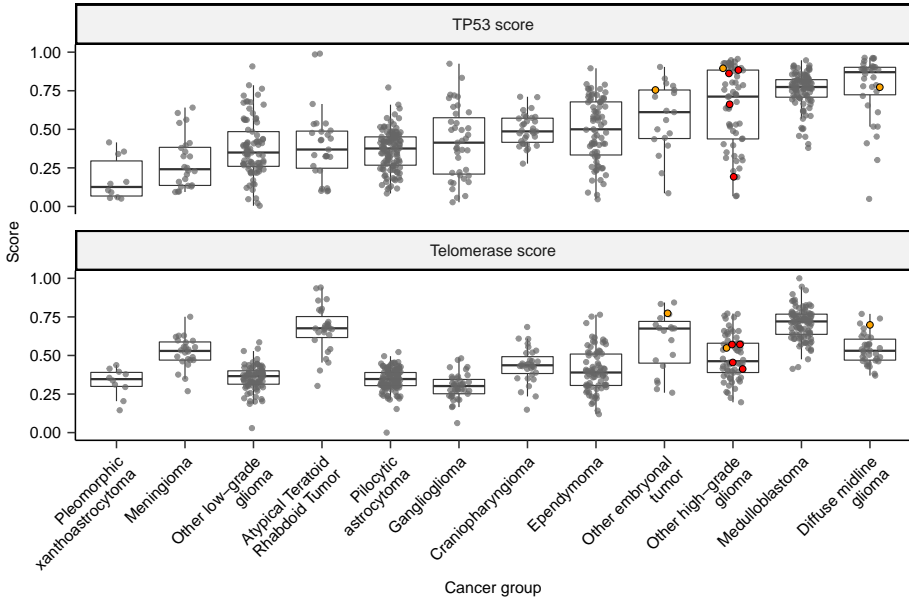 TP53 score
1.00
0.75
0.50
0.25
0.00
Score
Telomerase score
1.00
0.75
0.50
0.25
0.00
Pleomorphic
xanthoastrocytoma
Meningioma
Other low−grade
glioma
Atypical Teratoid
Rhabdoid Tumor
Pilocytic
astrocytoma
Ganglioglioma
Craniopharyngioma
Ependymoma
Other embryonal
tumor
Other high−grade
glioma
Medulloblastoma
Diffuse midline
glioma
Cancer group